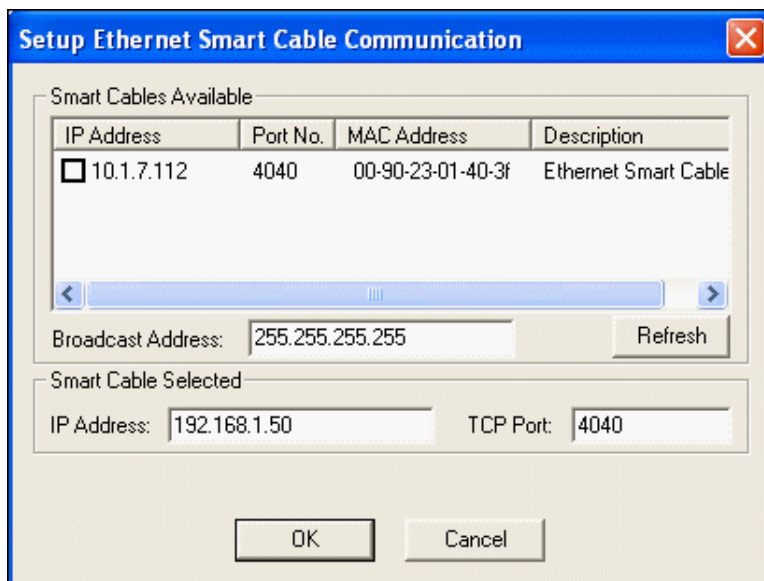 Setup Ethernet Smart Cable Communication
Smart Cables Available
IP Address Port No. MAC Address Description
10.1.7.112 4040 00-90-23-01-40-3f Ethernet Smart Cable
Broadcast Address: 255.255.255.255 Refresh
Smart Cable Selected
IP Address: 192.168.1.50 TCP Port: 4040
OK Cancel